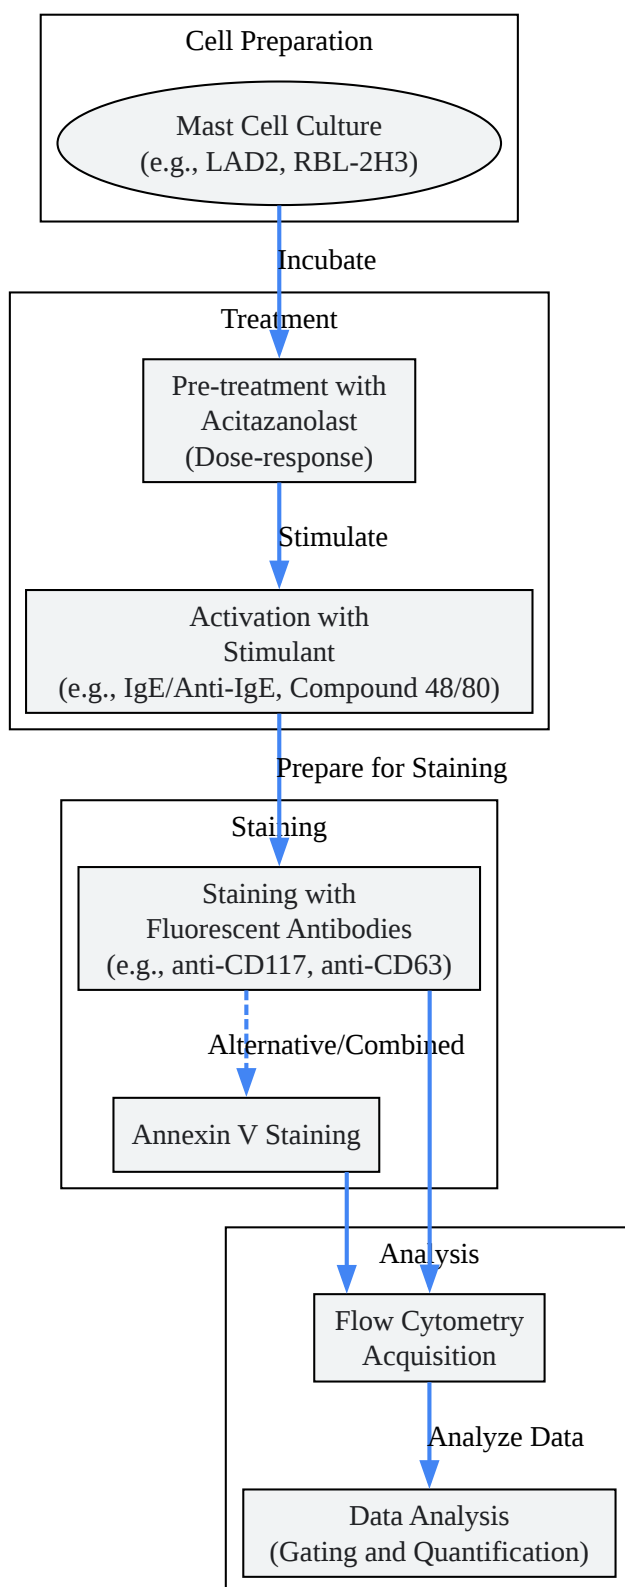 Cell Preparation
Mast Cell Culture
(e.g., LAD2, RBL-2H3)
Incubate
Treatment
Pre-treatment with
Acitazanolast
(Dose-response)
Stimulate
Activation with
Stimulant
(e.g., IgE/Anti-IgE, Compound 48/80)
Prepare for Staining
Staining
Staining with
Fluorescent Antibodies
(e.g., anti-CD117, anti-CD63)
Alternative/Combined
Annexin V Staining
Analysis
Flow Cytometry
Acquisition
Analyze Data
Data Analysis
(Gating and Quantification)